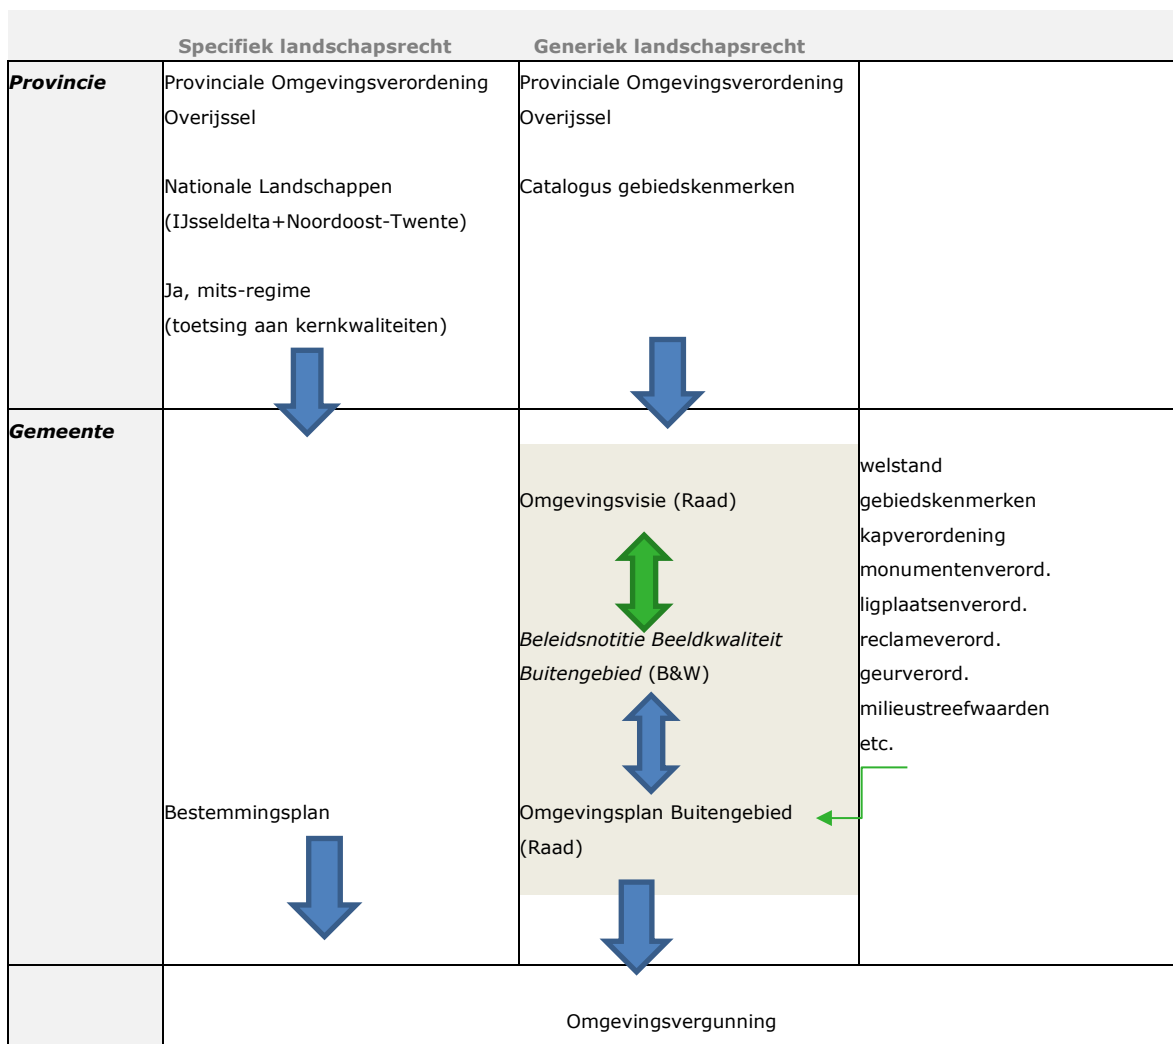 Specifiek landschapsrecht
Generiek landschapsrecht
Provincie
Provinciale Omgevingsverordening
Overijssel
Nationale Landschappen
(IJsseldelta+Noordoost-Twente)
Ja, mits-regime
(toetsing aan kernkwaliteiten)
Provinciale Omgevingsverordening
Overijssel
Catalogus gebiedskenmerken
Gemeente
Bestemmingsplan
Omgevingsvisie (Raad)
Beleidsnotitie Beeldkwaliteit
Buitengebied (B&W)
Omgevingsplan Buitengebied
(Raad)
welstand
gebiedskenmerken
kapverordening
monumentenverord.
ligplaatsenverord.
reclameverord.
geurverord.
milieustreefwaarden
etc.
Omgevingsvergunning